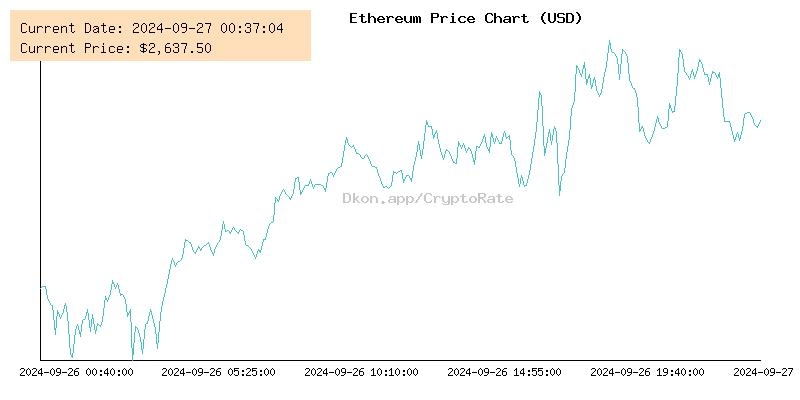 Ethereum Price Chart (USD)
Current Date: 2024-09-27 00:37:04
Current Price: $2,637.50
Dkon.app/CryptoRate
2024-09-26 00:40:00 2024-09-26 05:25:00 2024-09-26 10:10:00 2024-09-26 14:55:00 2024-09-26 19:40:00 2024-09-27